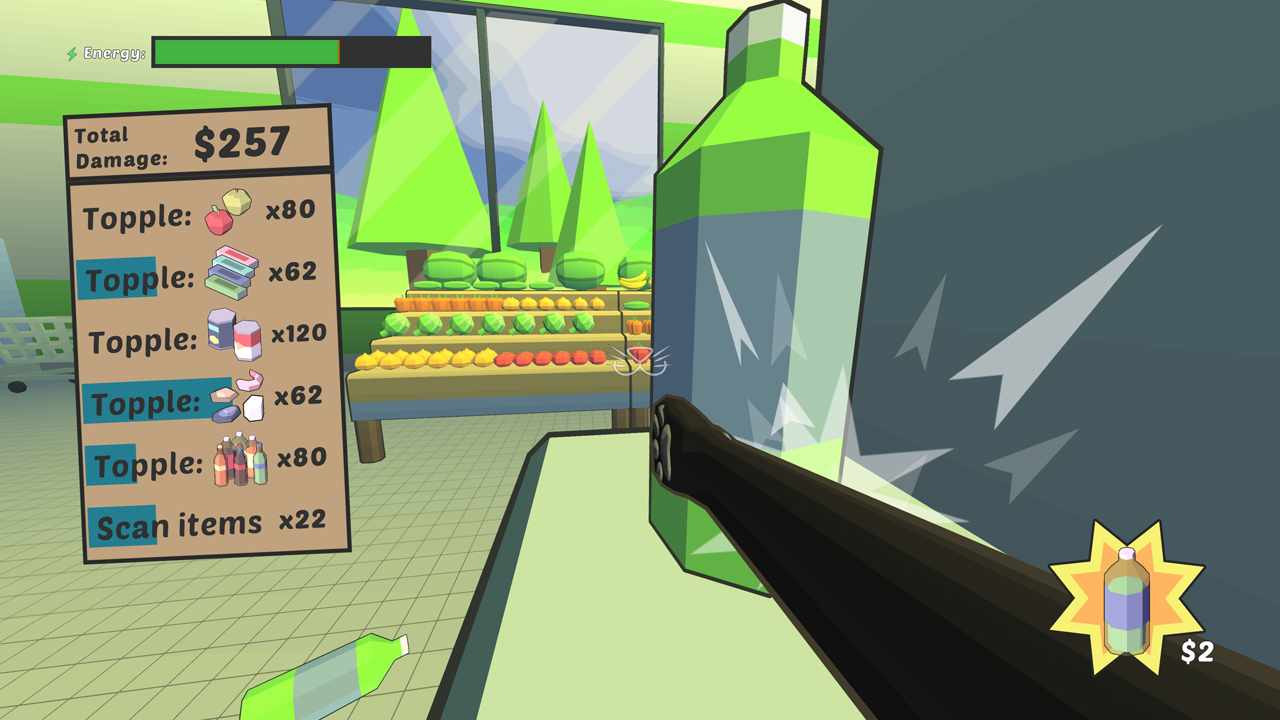 Energy:
Total
Damage: $257
Topple: x80
Topple: x62
Topple: x120
Topple: x62
Topple: x80
Scan items x22
$2